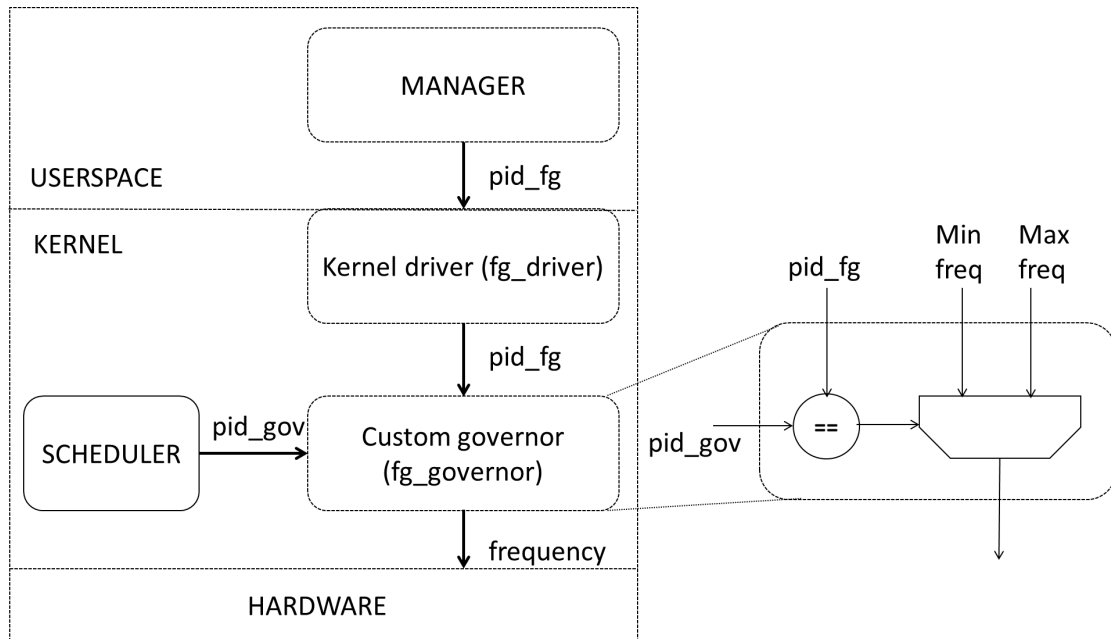 MANAGER
pid_fg
USERSPACE
KERNEL
Kernel driver (fg_driver)
pid_fg
SCHEDULER
pid_gov
Custom governor
(fg_governor)
frequency
HARDWARE
pid_fg
Min
freq
Max
freq
pid_gov
==